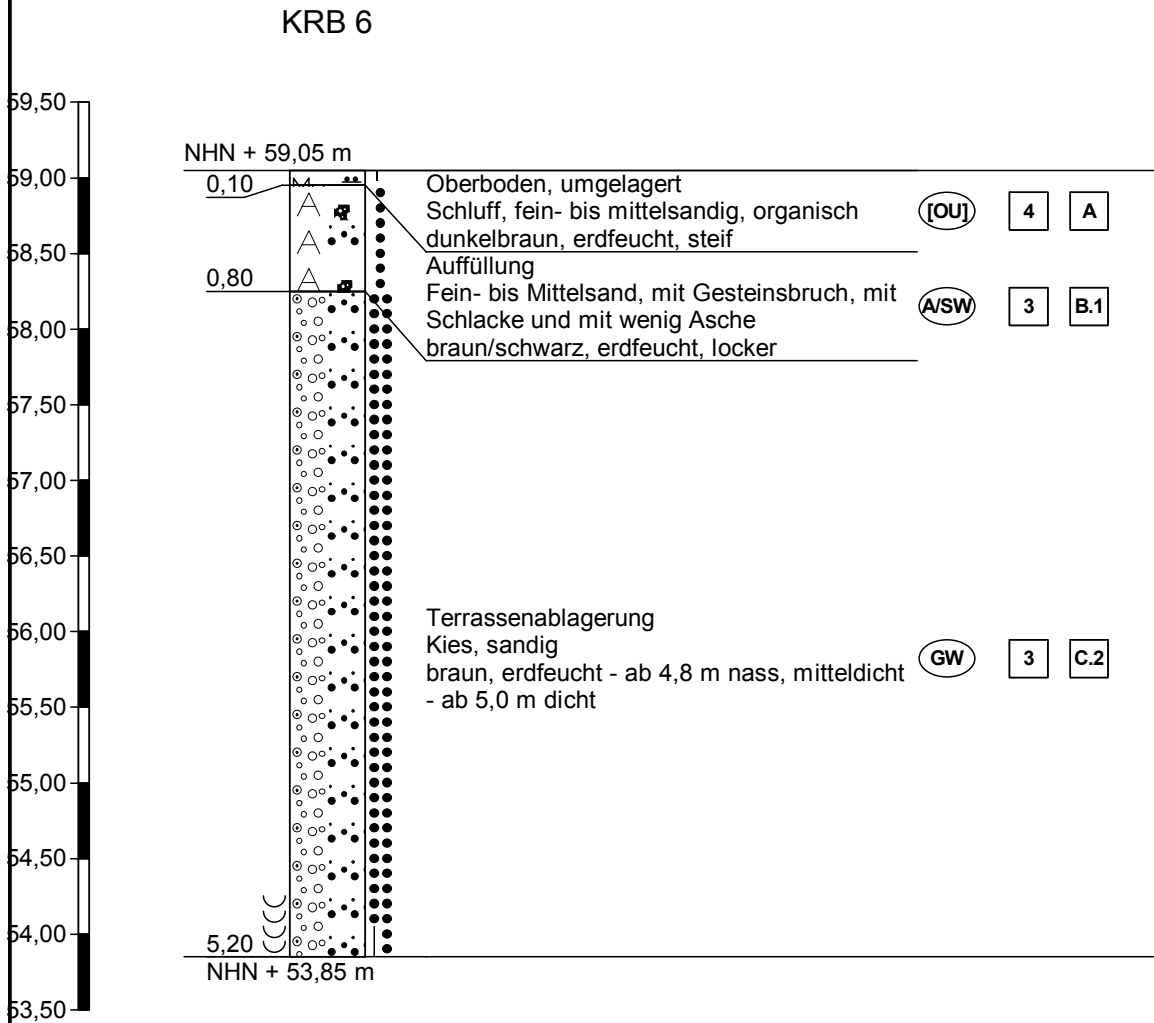 KRB 6
59,50
59,00
58,50
58,00
57,50
57,00
56,50
56,00
55,50
55,00
54,50
54,00
53,50
NHN + 59,05 m
0,10
0,80
5,20
NHN + 53,85 m
A
A
A
Oberboden, umgelagert
Schluff, fein- bis mittelsandig, organisch
dunkelbraun, erdfeucht, steif
[OU] 4 A
Auffüllung
Fein- bis Mittelsand, mit Gesteinsbruch, mit
Schlacke und mit wenig Asche
braun/schwarz, erdfeucht, locker
A/SW 3 B.1
Terrassenablagerung
Kies, sandig
braun, erdfeucht - ab 4,8 m nass, mitteldicht
- ab 5,0 m dicht
GW 3 C.2